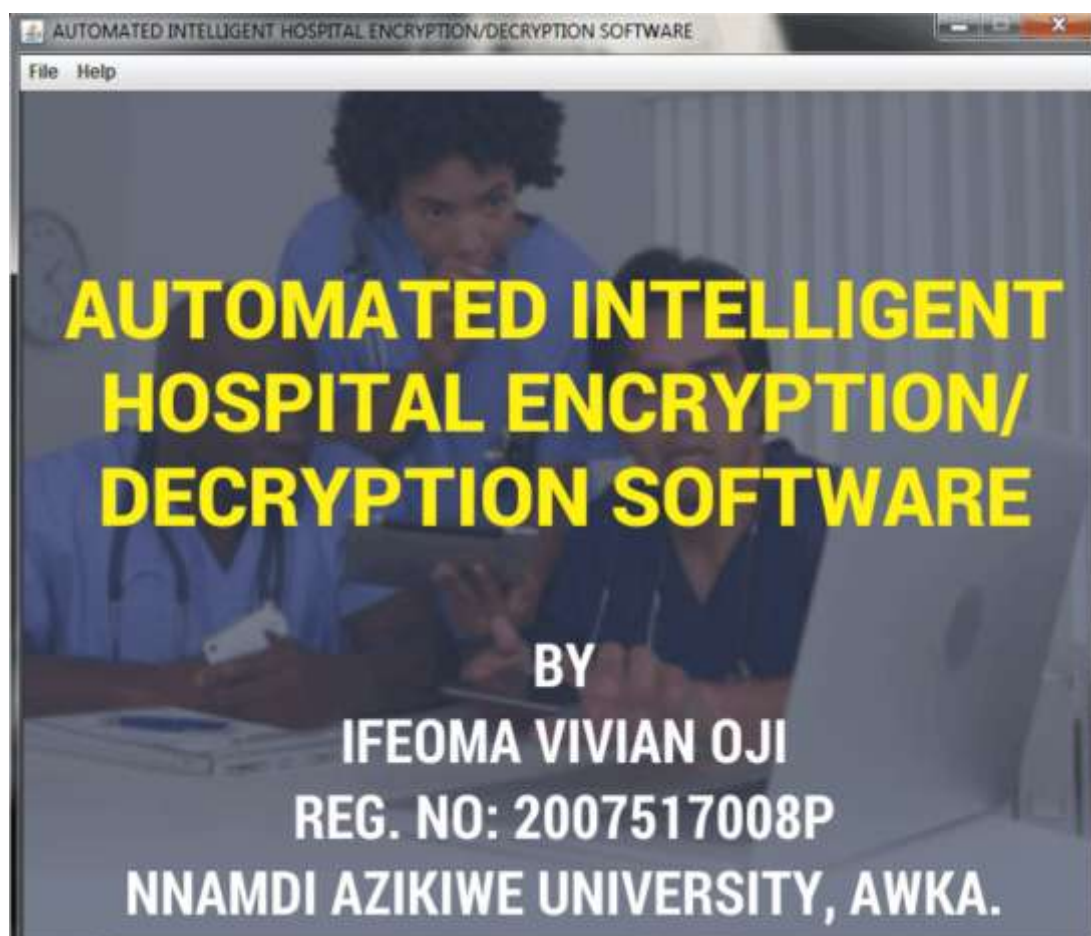 AUTOMATED INTELLIGENT HOSPITAL ENCRYPTION/DECRYPTION SOFTWARE
File Help
AUTOMATED INTELLIGENT
HOSPITAL ENCRYPTION/
DECRYPTION SOFTWARE
BY
IFEOMA VIVIAN OJI
REG. NO: 2007517008P
NNAMDI AZIKIWE UNIVERSITY, AWKA.